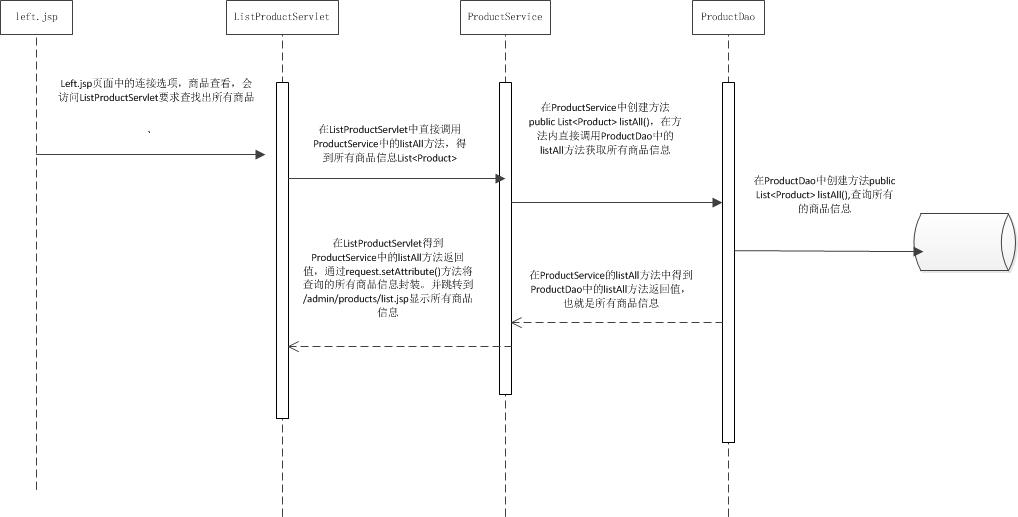 left.jsp
ListProductServlet
ProductService
ProductDao
Left.jsp页面中的连接选项，商品查看，会
访问ListProductServlet要求查找出所有商品
、
在ListProductServlet中直接调用
ProductService中的listAll方法，得
到所有商品信息List<Product>
在ProductService中创建方法
public List<Product> listAll()，在方
法内直接调用ProductDao中的
listAll方法获取所有商品信息
在ProductDao中创建方法public
List<Product> listAll(),查询所有
的商品信息
在ListProductServlet得到
ProductService中的listAll方法返回
值，通过request.setAttribute()方法将
查询的所有商品信息封装。并跳转到
/admin/products/list.jsp显示所有商品
信息
在ProductService的listAll方法中得到
ProductDao中的listAll方法返回值，
也就是所有商品信息